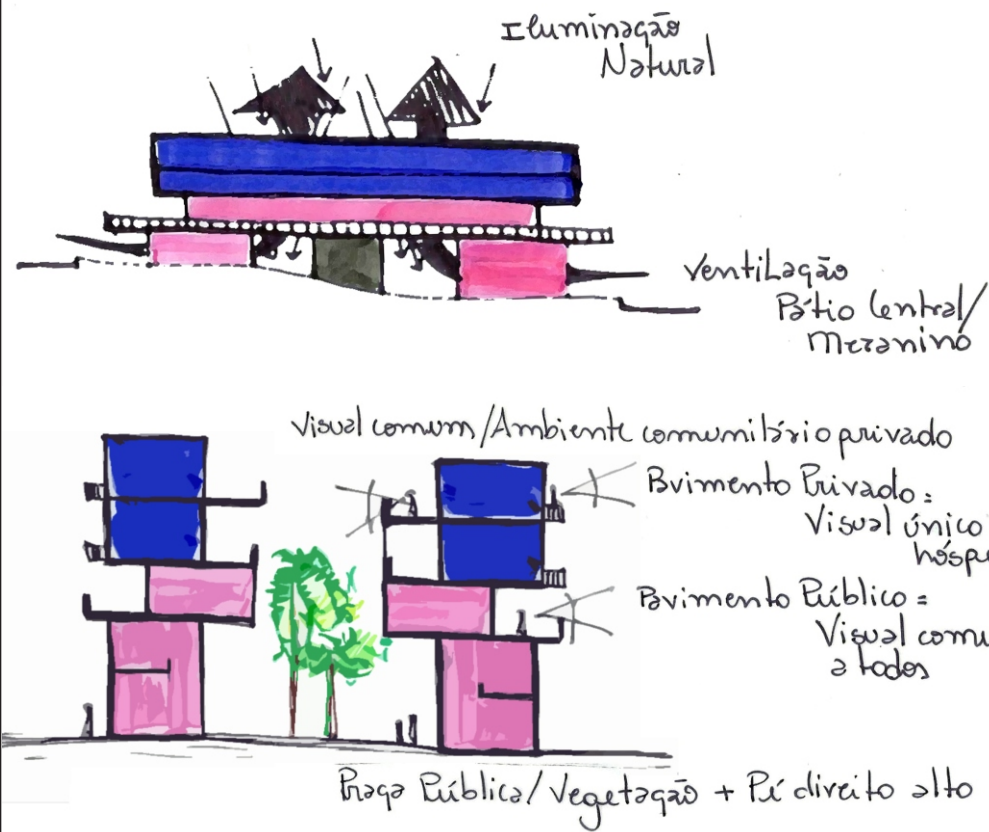 Iluminação
Natural
Ventilação
Pátio Central/
Mezanino
Visual comum/Ambiente comunitário privado
Pavimento Privado =
Visual único
Pavimento Público =
Visual
a todos
Praça Pública/Vegetação + Pé direito alto